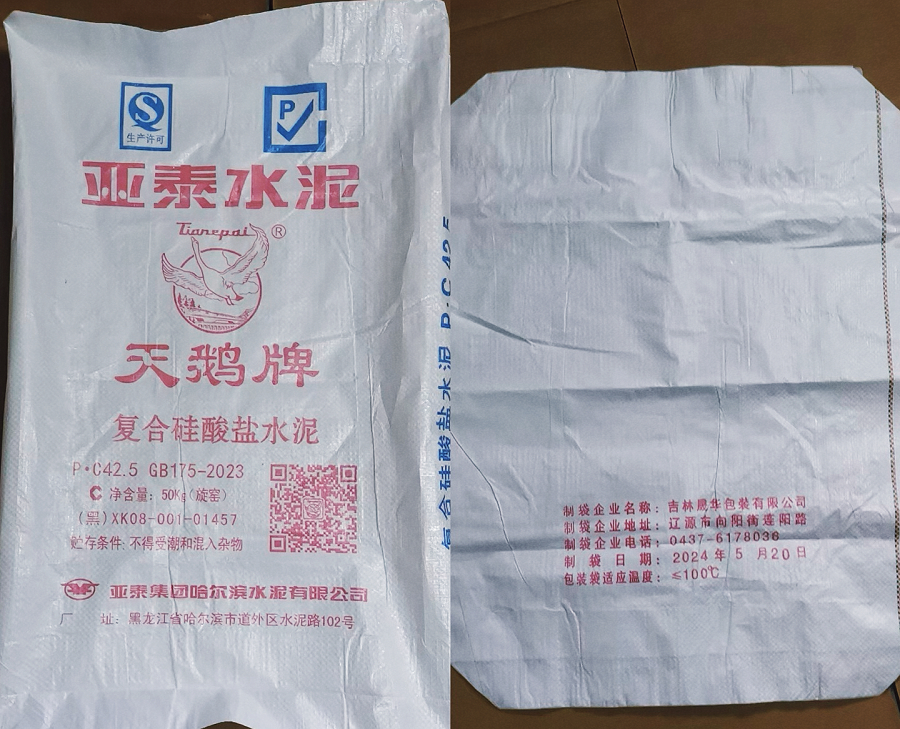 S
生产许可
P
亚泰水泥
Tianepai ®
天鹅牌
复合硅酸盐水泥
P·C42.5 GB175-2023
C 净含量: 50Kg(旋窑)
(黑)XK08-001-01457
贮存条件: 不得受潮和混入杂物
亚泰集团哈尔滨水泥有限公司
厂 址: 黑龙江省哈尔滨市道外区水泥路102号
复合硅酸盐水泥 P·C 42.5
制袋企业名称: 吉林晟华包装有限公司
制袋企业地址: 辽源市向阳街连阳路
制袋企业电话: 0437-6178036
制 袋 日 期: 2024年 5 月20日
包装袋适应温度: ≤100℃